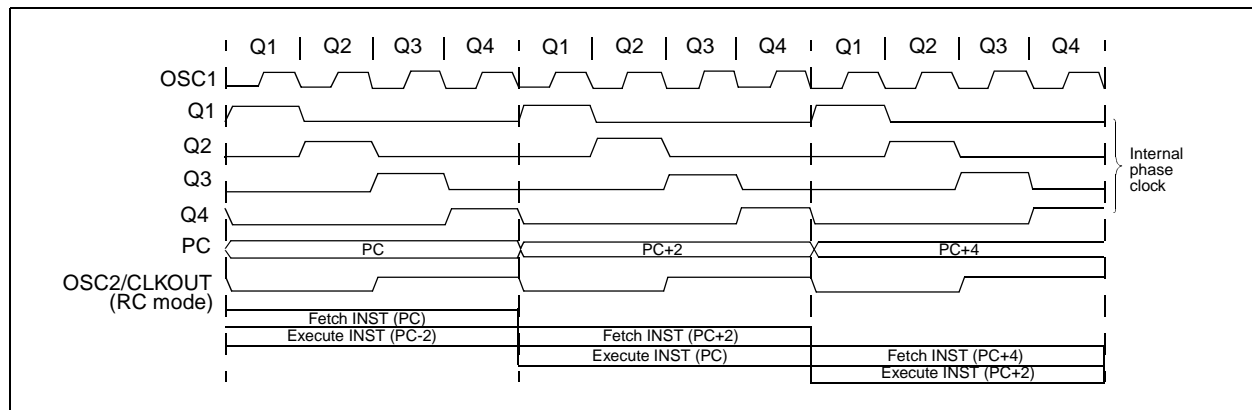 Q1 Q2 Q3 Q4 Q1 Q2 Q3 Q4 Q1 Q2 Q3 Q4
OSC1
Q1
Q2
Q3
Q4
Internal
phase
clock
PC PC PC+2 PC+4
OSC2/CLKOUT
(RC mode)
Fetch INST (PC)
Execute INST (PC-2) Fetch INST (PC+2)
Execute INST (PC) Fetch INST (PC+4)
Execute INST (PC+2)